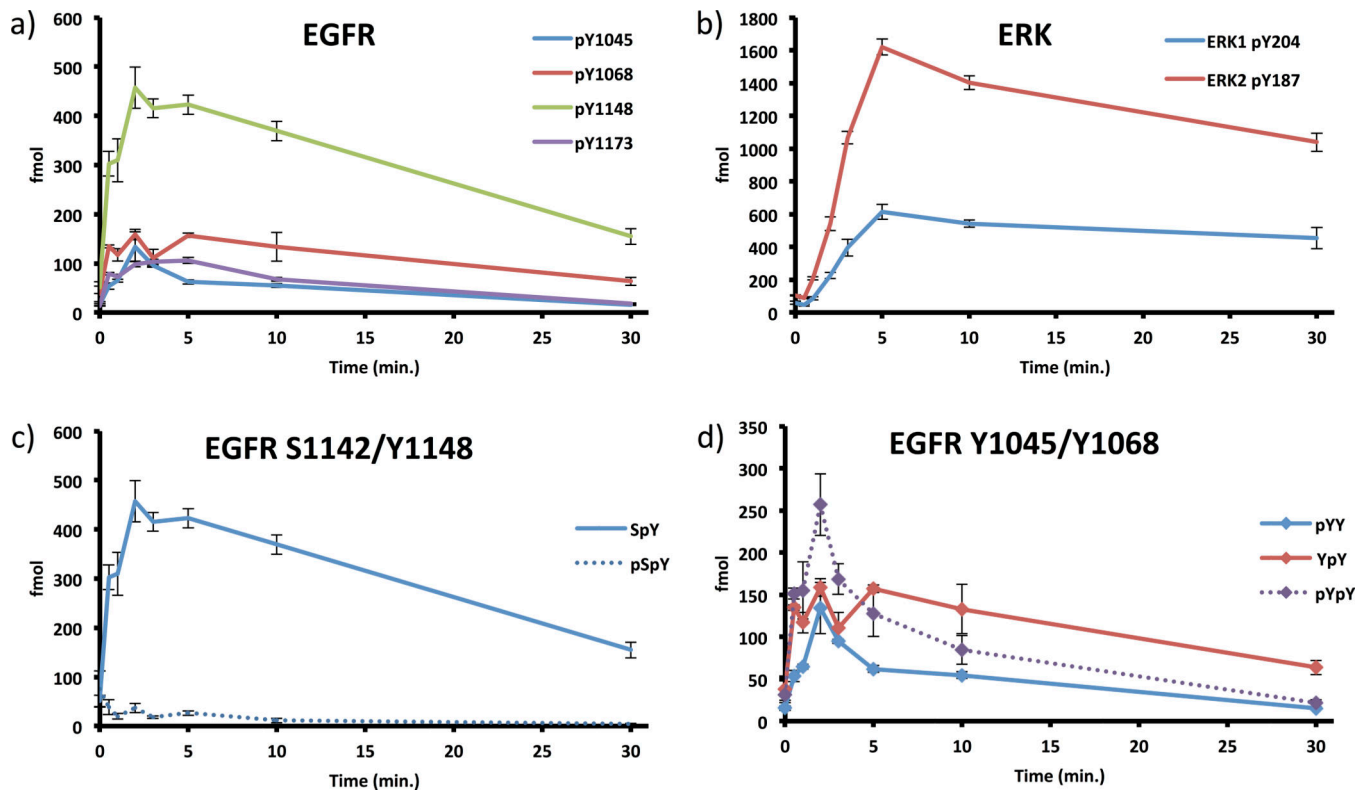 a)
EGFR
600
500
400
300
200
100
0
fmol
0 5 10 15 20 25 30
Time (min.)
pY1045
pY1068
pY1148
pY1173
b)
ERK
1800
1600
1400
1200
1000
800
600
400
200
0
fmol
0 5 10 15 20 25 30
Time (min.)
ERK1 pY204
ERK2 pY187
c)
EGFR S1142/Y1148
600
500
400
300
200
100
0
fmol
0 5 10 15 20 25 30
Time (min.)
SpY
pSpY
d)
EGFR Y1045/Y1068
350
300
250
200
150
100
50
0
fmol
0 5 10 15 20 25 30
Time (min.)
pYY
YpY
pYpY